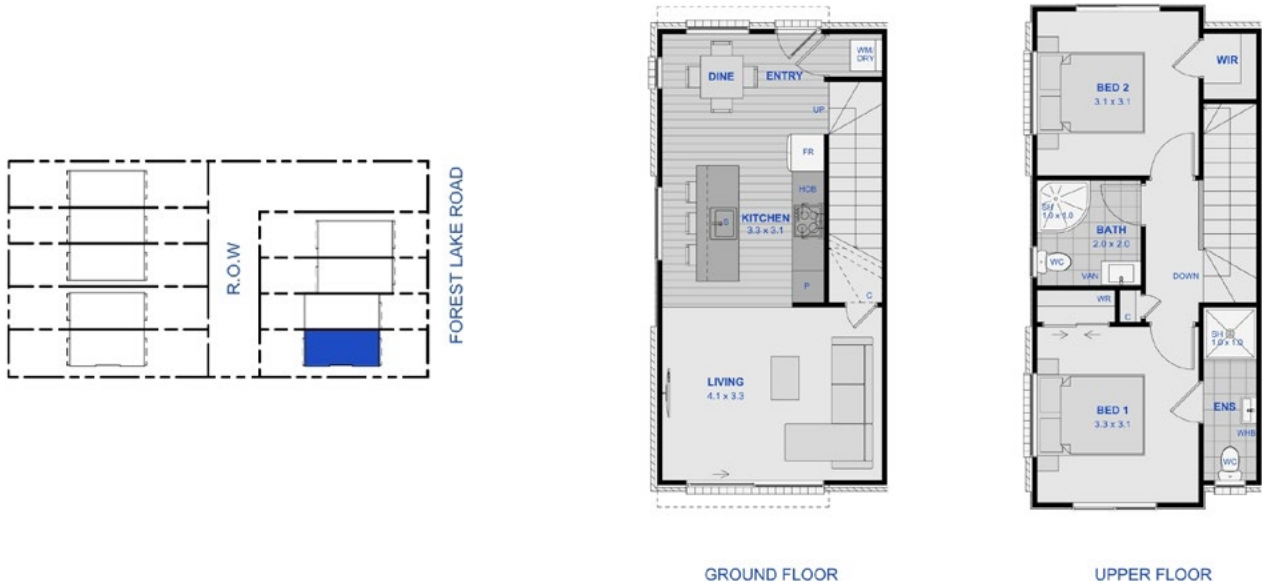 R.O.W
FOREST LAKE ROAD
DINE
ENTRY
WM/
DRY
UP
FR
HOB
S
KITCHEN
3.3 x 3.1
P
C
LIVING
4.1 x 3.3
GROUND FLOOR
BED 2
3.1 x 3.1
WIR
SH
1.0 x 1.0
BATH
2.0 x 2.0
WC
VAN
DOWN
WR
C
SH
1.0 x 1.0
BED 1
3.3 x 3.1
ENS
WHB
WC
UPPER FLOOR